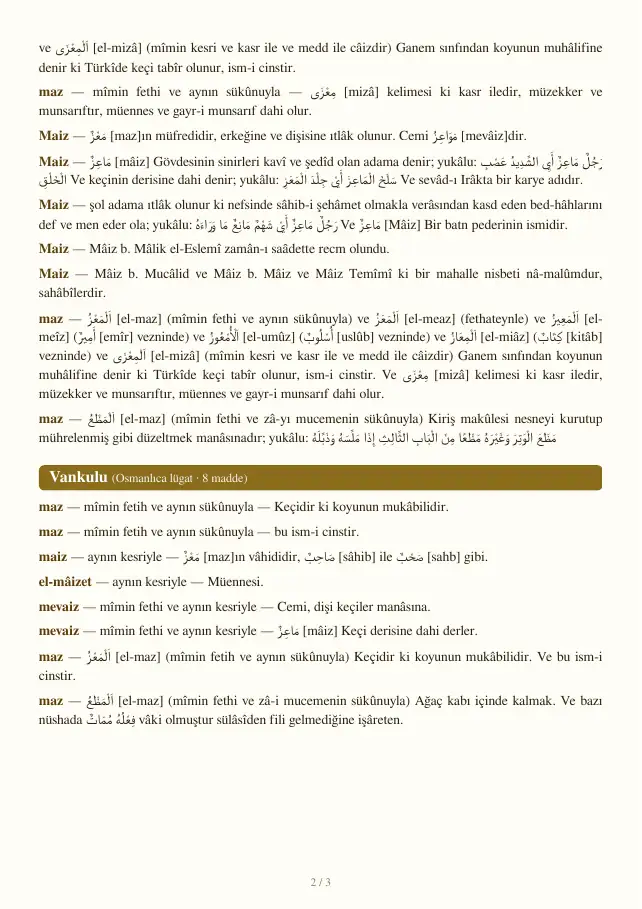 ve اَلْمِعْزَى [el-mizâ] (mîmin kesri ve kasr ile ve medd ile câizdir) Ganem sınfından koyunun muhâlifine
denir ki Türkîde keçi tabîr olunur, ism-i cinstir.
maz — mîmin fethi ve aynın sükûnuyla — مِعْزَى [mizâ] kelimesi ki kasr iledir, müzekker ve
munsarıftır, müennes ve gayr-i munsarıf dahi olur.
Maiz — مَعْزٌ [maz]ın müfredidir, erkeğine ve dişisine ıtlâk olunur. Cemi مَوَاعِزُ [mevâiz]dir.
Maiz — مَاعِزٌ [mâiz] Gövdesinin sinirleri kavî ve şedîd olan adama denir; yukâlu: رَجُلٌ مَاعِزٌ أَيِ الشَّدِيدُ عَصْبِ
الْخَلْقِ Ve keçinin derisine dahi denir; yukâlu: سَلَخَ الْمَاعِزَ أَيْ جِلْدَ الْمَعْزِ Ve sevâd-ı Irâkta bir karye adıdır.
Maiz — şol adama ıtlâk olunur ki nefsinde sâhib-i şehâmet olmakla verâsından kasd eden bed-hâhlarını
def ve men eder ola; yukâlu: رَجُلٌ مَاعِزٌ أَيْ شَهْمٌ مَانِعٌ مَا وَرَاءَهُ Ve مَاعِزٌ [Mâiz] Bir batn pederinin ismidir.
Maiz — Mâiz b. Mâlik el-Eslemî zamân-ı saâdette recm olundu.
Maiz — Mâiz b. Mucâlid ve Mâiz b. Mâiz ve Mâiz Temîmî ki bir mahalle nisbeti nâ-malûmdur,
sahâbîlerdir.
maz — اَلْمَعْزُ [el-maz] (mîmin fethi ve aynın sükûnuyla) ve اَلْمَعَزُ [el-meaz] (fethateynle) ve اَلْمَعِيزُ [el-
meîz] (أَمِيرٌ [emîr] vezninde) ve اَلْأُمْعُوزُ [el-umûz] (أُسْلُوبٌ [uslûb] vezninde) ve اَلْمِعَازُ [el-miâz] (كِتَابٌ [kitâb]
vezninde) ve اَلْمِعْزَى [el-mizâ] (mîmin kesri ve kasr ile ve medd ile câizdir) Ganem sınfından koyunun
muhâlifine denir ki Türkîde keçi tabîr olunur, ism-i cinstir. Ve مِعْزَى [mizâ] kelimesi ki kasr iledir,
müzekker ve munsarıftır, müennes ve gayr-i munsarıf dahi olur.
maz — اَلْمَظْعُ [el-maz] (mîmin fethi ve zâ-yı mucemenin sükûnuyla) Kiriş makûlesi nesneyi kurutup
mührelenmiş gibi düzeltmek manâsınadır; yukâlu: مَظَعَ الْوَتَرَ وَغَيْرَهُ مَظْعًا مِنَ الْبَابِ الثَّالِثِ إِذَا مَلَّسَهُ وَذَبَّلَهُ
Vankulu (Osmanlıca lügat · 8 madde)
maz — mîmin fetih ve aynın sükûnuyla — Keçidir ki koyunun mukâbilidir.
maz — mîmin fetih ve aynın sükûnuyla — bu ism-i cinstir.
maiz — aynın kesriyle — مَعْزٌ [maz]ın vâhididir, صَاحِبٌ [sâhib] ile صَحْبٌ [sahb] gibi.
el-mâizet — aynın kesriyle — Müennesi.
mevaiz — mîmin fethi ve aynın kesriyle — Cemi, dişi keçiler manâsına.
mevaiz — mîmin fethi ve aynın kesriyle — مَاعِزٌ [mâiz] Keçi derisine dahi derler.
maz — اَلْمَعْزُ [el-maz] (mîmin fetih ve aynın sükûnuyla) Keçidir ki koyunun mukâbilidir. Ve bu ism-i
cinstir.
maz — اَلْمَظْعُ [el-maz] (mîmin fethi ve zâ-i mucemenin sükûnuyla) Ağaç kabı içinde kalmak. Ve bazı
nüshada فِعْلُهُ مُمَاتٌ vâki olmuştur sülâsîden fili gelmediğine işâreten.
2 / 3